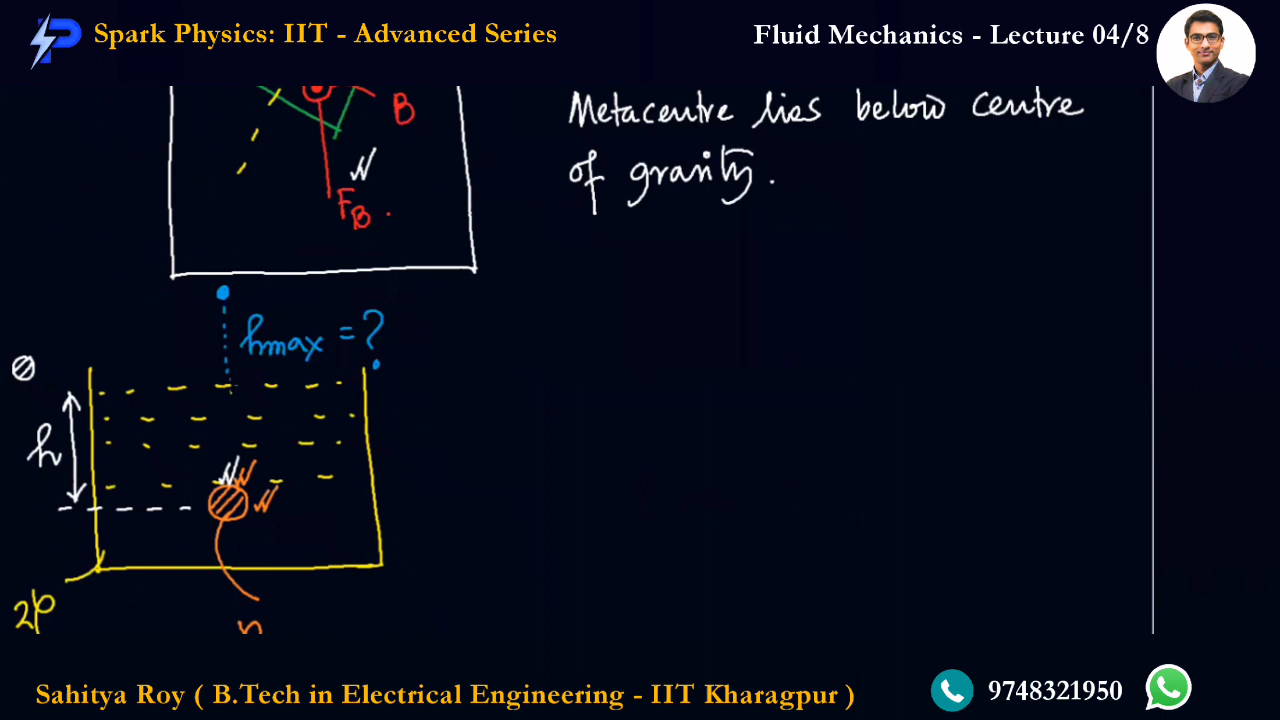 Spark Physics: IIT - Advanced Series
Fluid Mechanics - Lecture 04/8
B
FB.
Metacentre lies below centre
of gravity.
hmax = ?
h
2ρ
Sahitya Roy ( B.Tech in Electrical Engineering - IIT Kharagpur )
9748321950